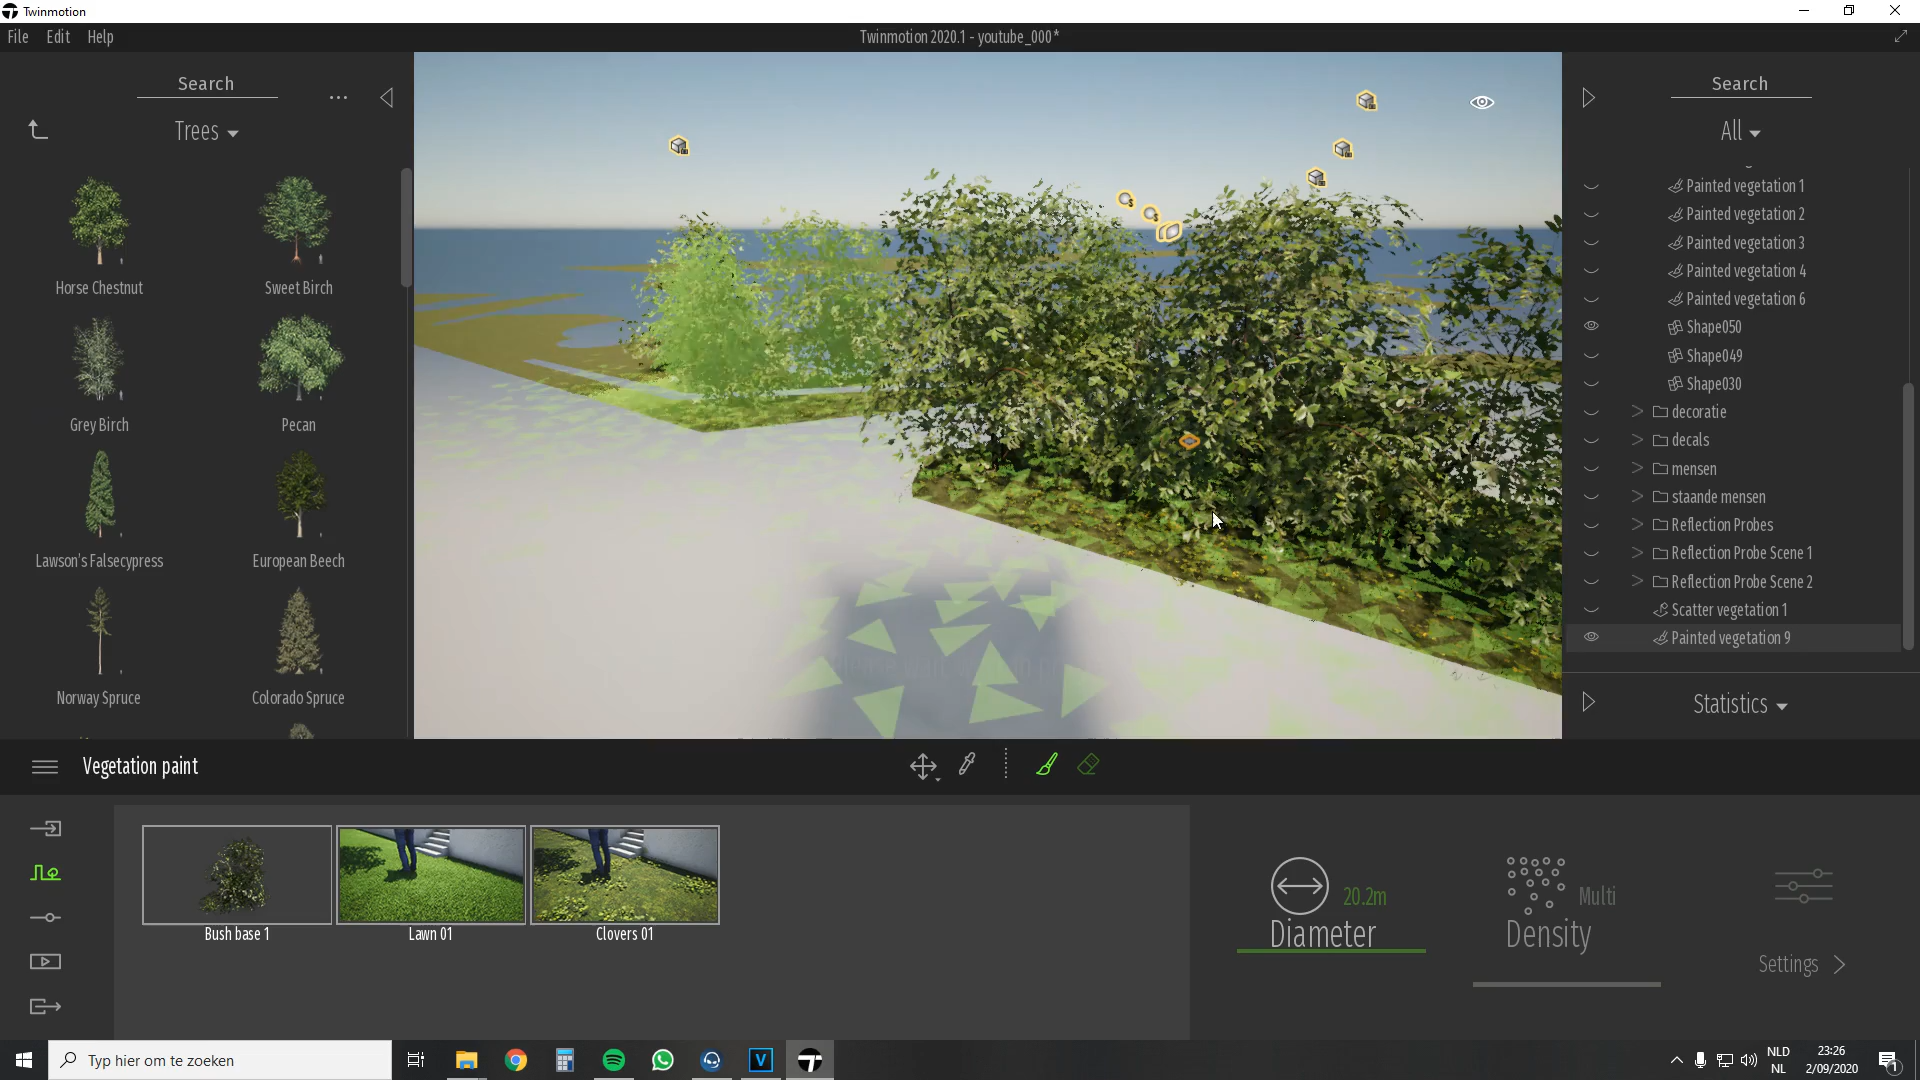 Twinmotion
File Edit Help
Twinmotion 2020.1 - youtube_000*
Search
Trees
Horse Chestnut
Sweet Birch
Grey Birch
Pecan
Lawson's Falsecypress
European Beech
Norway Spruce
Colorado Spruce
Search
All
Painted vegetation 1
Painted vegetation 2
Painted vegetation 3
Painted vegetation 4
Painted vegetation 6
Shape050
Shape049
Shape030
decoratie
decals
mensen
staande mensen
Reflection Probes
Reflection Probe Scene 1
Reflection Probe Scene 2
Scatter vegetation 1
Painted vegetation 9
Statistics
Vegetation paint
Bush base 1
Lawn 01
Clovers 01
20.2m
Diameter
Multi
Density
Settings
Typ hier om te zoeken
NLD
NL
23:26
2/09/2020
1